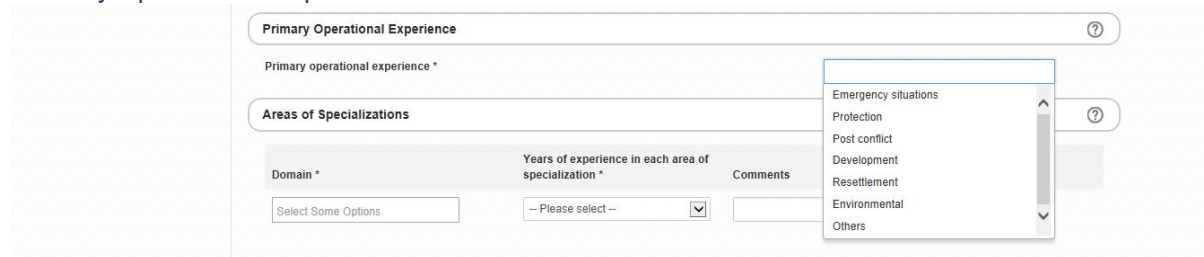 Primary Operational Experience
?
Primary operational experience *
Emergency situations
Protection
Post conflict
Development
Resettlement
Environmental
Others
Areas of Specializations
?
Domain *
Years of experience in each area of
specialization *
Comments
Select Some Options
-- Please select --